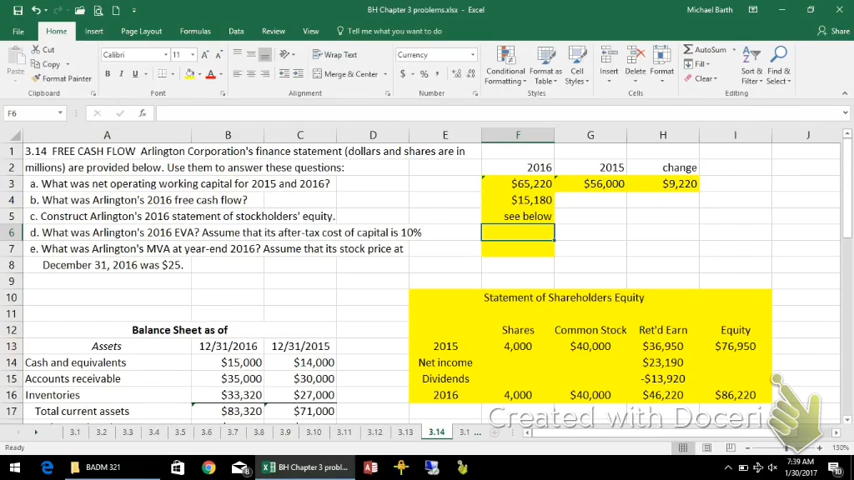 BH Chapter 3 problems.xlsx - Excel
Michael Barth
File Home Insert Page Layout Formulas Data Review View Tell me what you want to do Share
Cut
Copy
Format Painter
Paste
Clipboard
Calibri 11
B I U
Font
Wrap Text
Merge & Center
Alignment
Currency
$ % ,
Number
Conditional Formatting
Format as Table
Cell Styles
Styles
Insert Delete Format
Cells
AutoSum
Fill
Clear
Sort & Filter
Find & Select
Editing
F6
fx
A B C D E F G H I J
1 3.14 FREE CASH FLOW Arlington Corporation's finance statement (dollars and shares are in
2 millions) are provided below. Use them to answer these questions: 2016 2015 change
3 a. What was net operating working capital for 2015 and 2016? $65,220 $56,000 $9,220
4 b. What was Arlington's 2016 free cash flow? $15,180
5 c. Construct Arlington's 2016 statement of stockholders' equity. see below
6 d. What was Arlington's 2016 EVA? Assume that its after-tax cost of capital is 10%
7 e. What was Arlington's MVA at year-end 2016? Assume that its stock price at
8 December 31, 2016 was $25.
9
10 Statement of Shareholders Equity
11
12 Balance Sheet as of Shares Common Stock Ret'd Earn Equity
13 Assets 12/31/2016 12/31/2015 2015 4,000 $40,000 $36,950 $76,950
14 Cash and equivalents $15,000 $14,000 Net income $23,190
15 Accounts receivable $35,000 $30,000 Dividends -$13,920
16 Inventories $33,320 $27,000 2016 4,000 $40,000 $46,220 $86,220
17 Total current assets $83,320 $71,000
Created with Doceri
3.1 3.2 3.3 3.4 3.5 3.6 3.7 3.8 3.9 3.10 3.11 3.12 3.13 3.14 3.1 ...
Ready
130%
BADM 321
BH Chapter 3 probl...
7:39 AM
1/30/2017